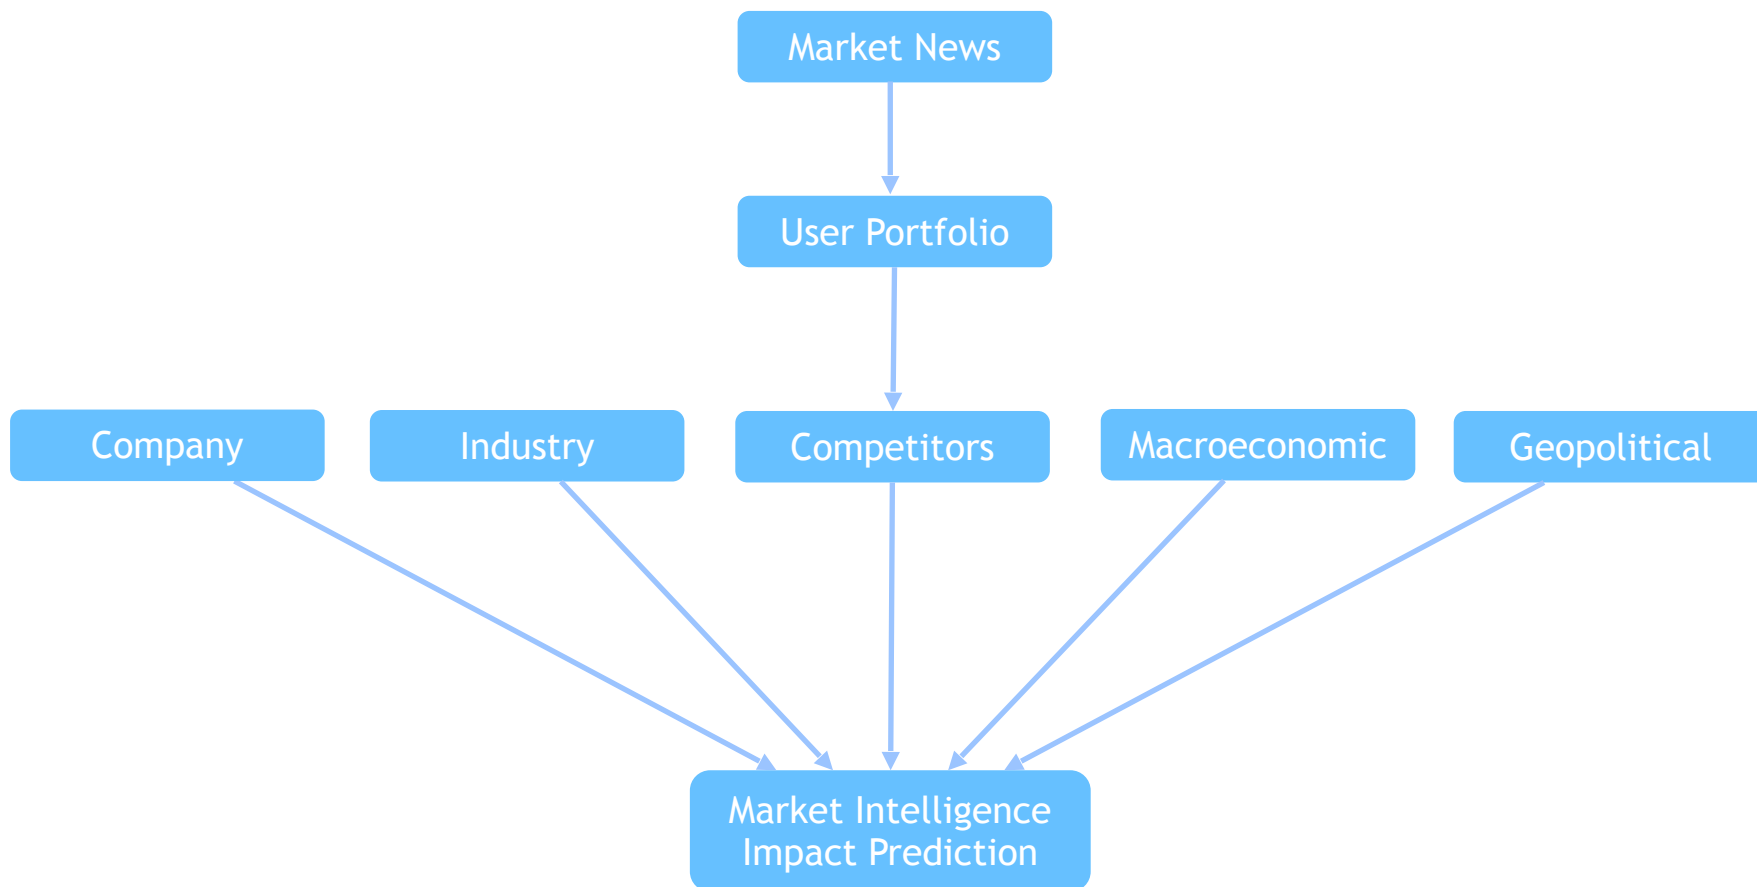 Market News
User Portfolio
Company
Industry
Competitors
Macroeconomic
Geopolitical
Market Intelligence
Impact Prediction